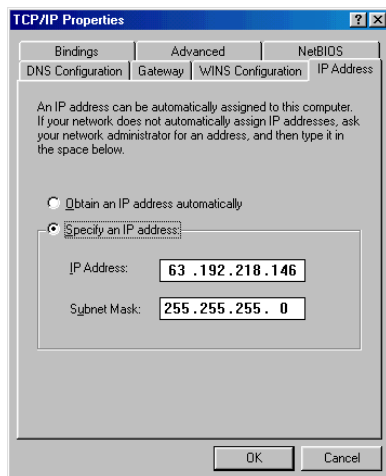 TCP/IP Properties
Bindings Advanced NetBIOS
DNS Configuration Gateway WINS Configuration IP Address
An IP address can be automatically assigned to this computer.
If your network does not automatically assign IP addresses, ask
your network administrator for an address, and then type it in
the space below.
Obtain an IP address automatically
Specify an IP address:
IP Address: 63 .192.218.146
Subnet Mask: 255.255.255. 0
OK Cancel